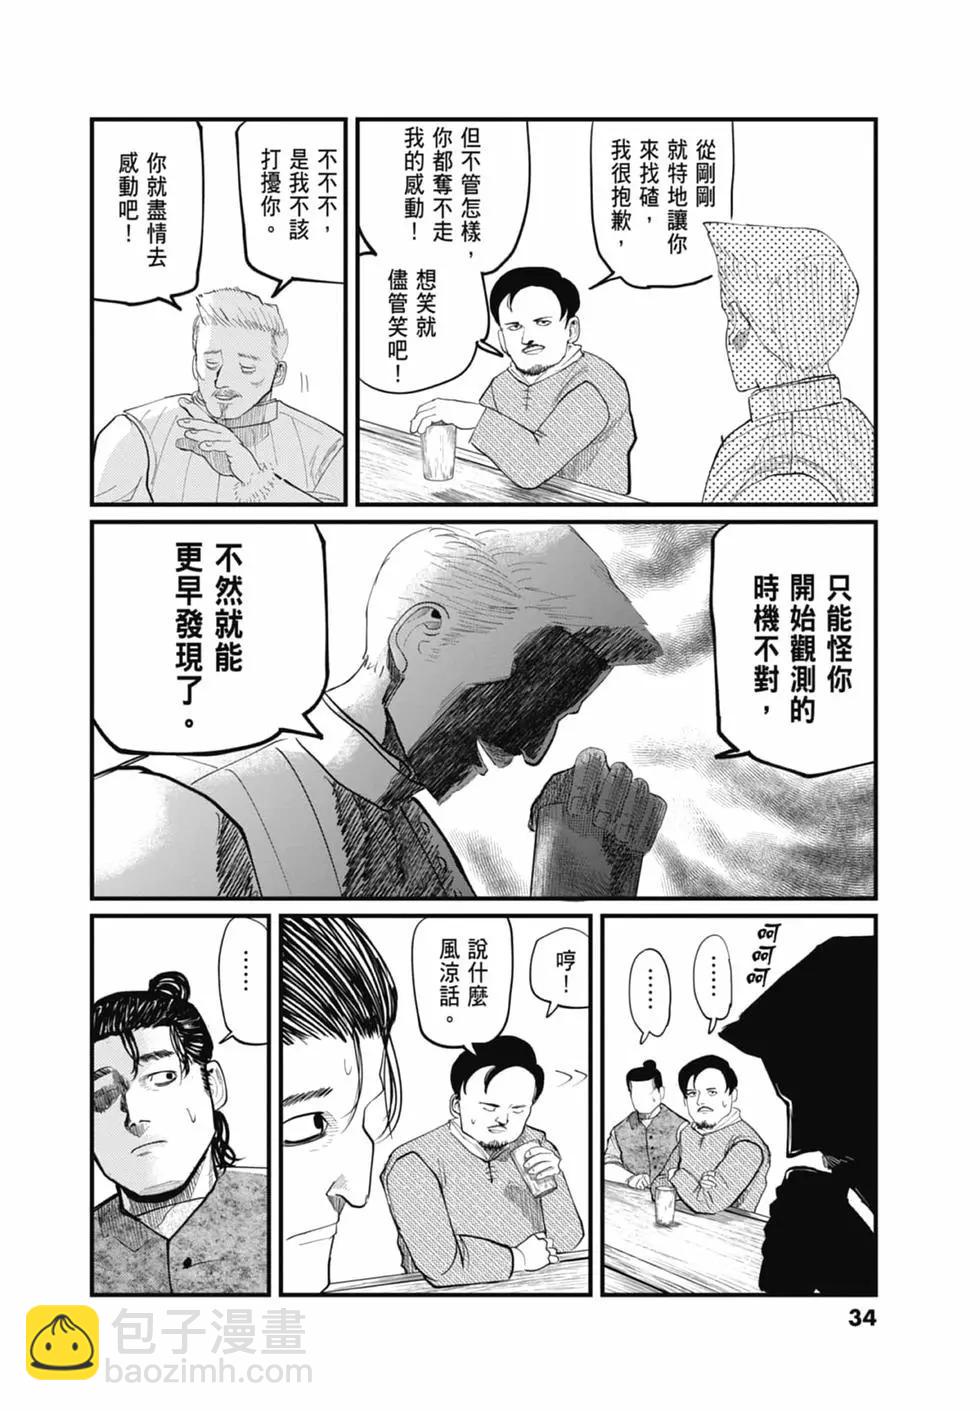 從剛剛
就特地讓你
來找碴，
我很抱歉，
但不管怎樣，
你都奪不走
我的感動！
想笑就
儘管笑吧！
不不不，
是我不該
打擾你。
你就盡情去
感動吧！
只能怪你
開始觀測的
時機不對，
不然就能
更早發現了。
呵呵呵
……
……
哼！
說什麼
風涼話。
……
34
包子漫畫
baozimh.com